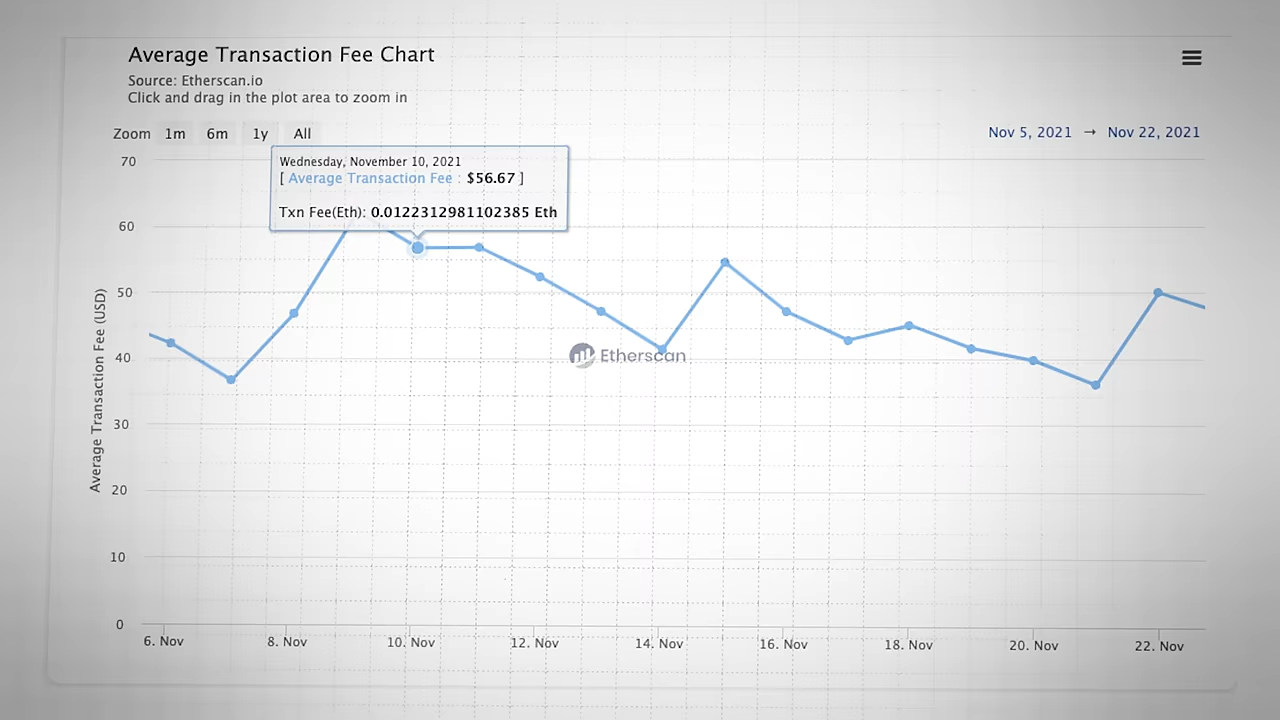 Average Transaction Fee Chart
Source: Etherscan.io
Click and drag in the plot area to zoom in
Zoom 1m 6m 1y All
Nov 5, 2021 → Nov 22, 2021
Wednesday, November 10, 2021
[ Average Transaction Fee : $56.67 ]
Txn Fee(Eth): 0.0122312981102385 Eth
Average Transaction Fee (USD)
70
60
50
40
30
20
10
0
Etherscan
6. Nov 8. Nov 10. Nov 12. Nov 14. Nov 16. Nov 18. Nov 20. Nov 22. Nov